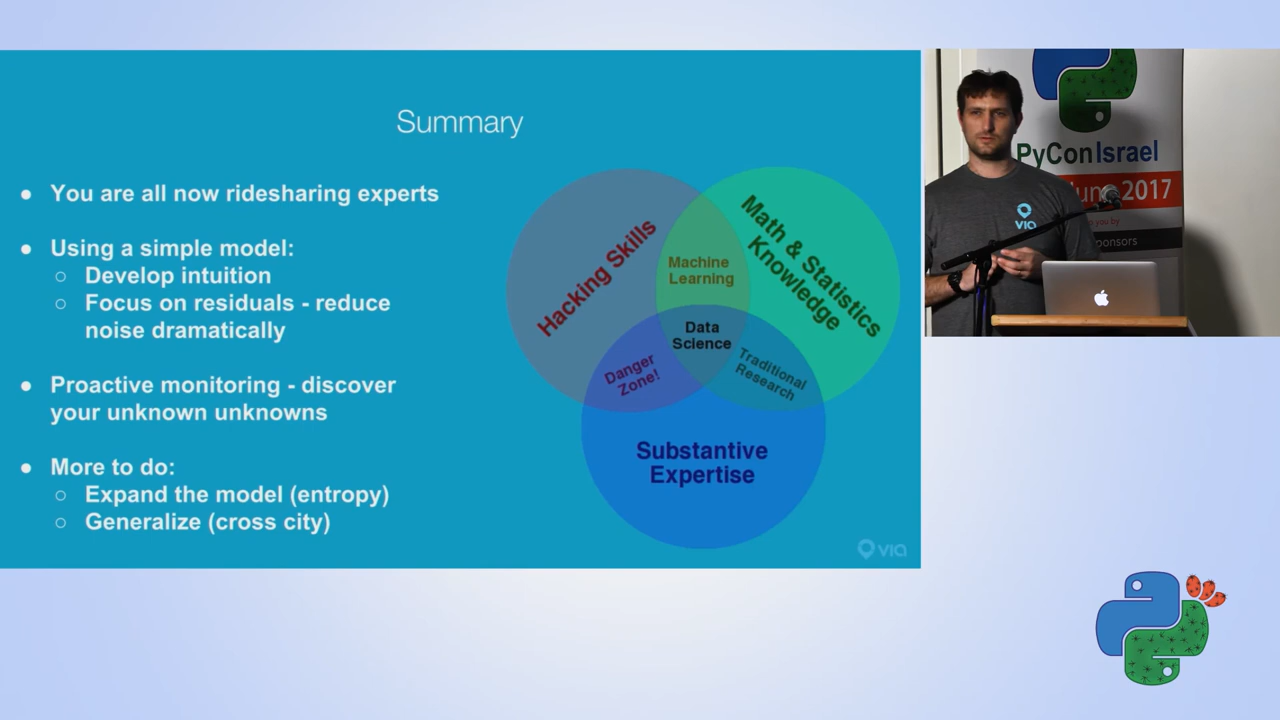 Summary
● You are all now ridesharing experts
● Using a simple model:
○ Develop intuition
○ Focus on residuals - reduce
noise dramatically
● Proactive monitoring - discover
your unknown unknowns
● More to do:
○ Expand the model (entropy)
○ Generalize (cross city)
Hacking Skills
Math & Statistics
Knowledge
Machine
Learning
Data
Science
Danger
Zone!
Traditional
Research
Substantive
Expertise
via
PyConIsrael
2017
via